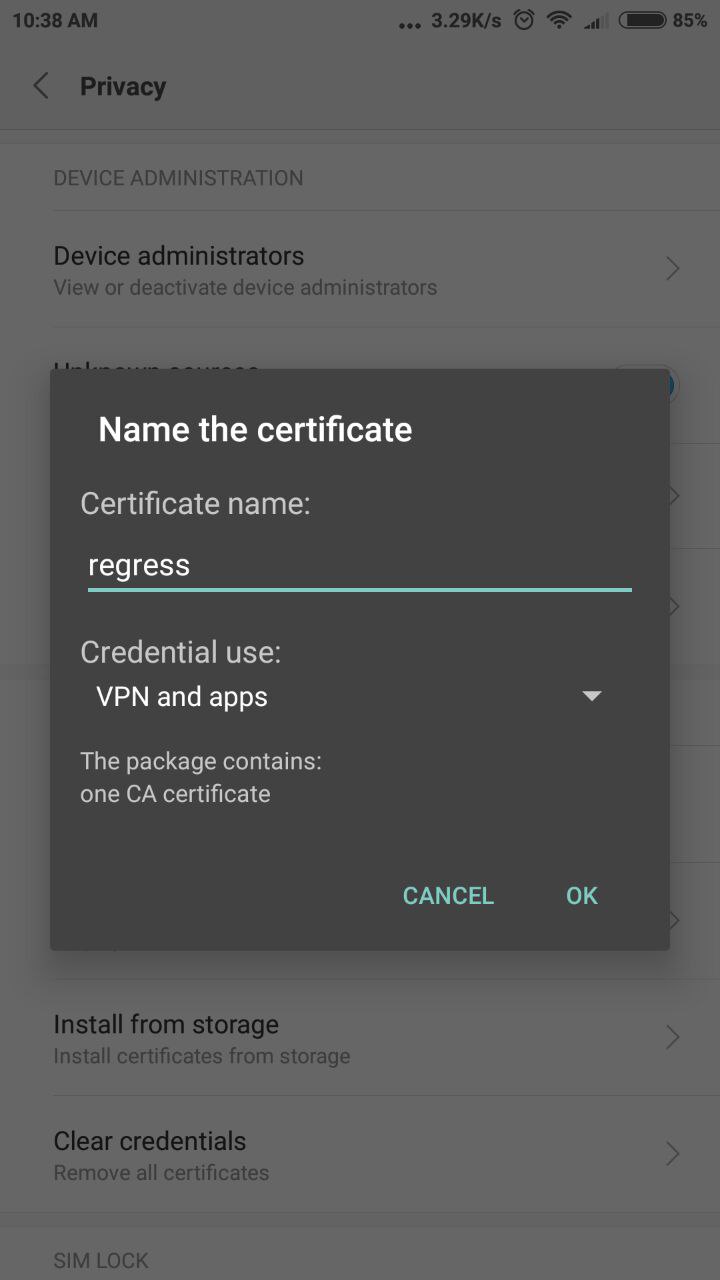 10:38 AM
... 3.29K/s 85%
Privacy
DEVICE ADMINISTRATION
Device administrators
View or deactivate device administrators
Unknown sources
Name the certificate
Certificate name:
regress
Credential use:
VPN and apps
The package contains:
one CA certificate
CANCEL OK
Install from storage
Install certificates from storage
Clear credentials
Remove all certificates
SIM LOCK